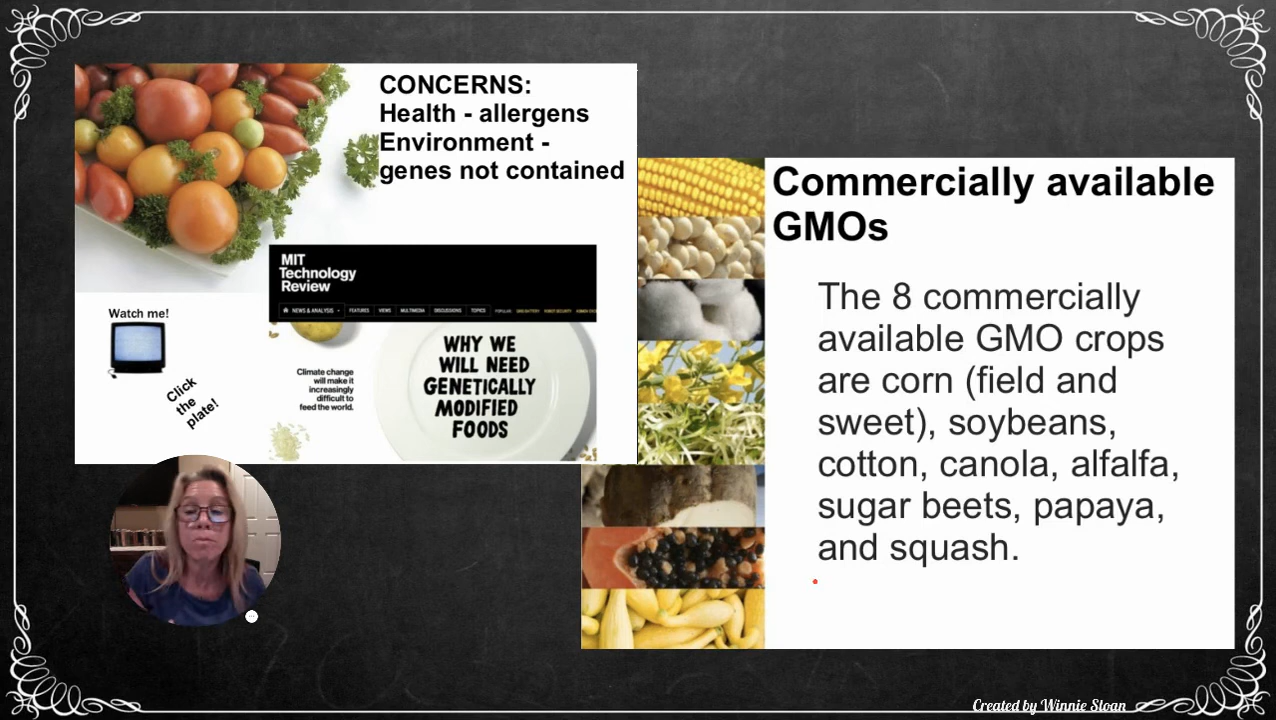 CONCERNS:
Health - allergens
Environment -
genes not contained
MIT
Technology
Review
NEWS & ANALYSIS
FEATURES
VIEWS
MULTIMEDIA
DISCUSSIONS
TOPICS
POPULAR:
Watch me!
Click
the
plate!
Climate change
will make it
increasingly
difficult to
feed the world.
WHY WE
WILL NEED
GENETICALLY
MODIFIED
FOODS
Commercially available
GMOs
The 8 commercially
available GMO crops
are corn (field and
sweet), soybeans,
cotton, canola, alfalfa,
sugar beets, papaya,
and squash.
Created by Winnie Sloan